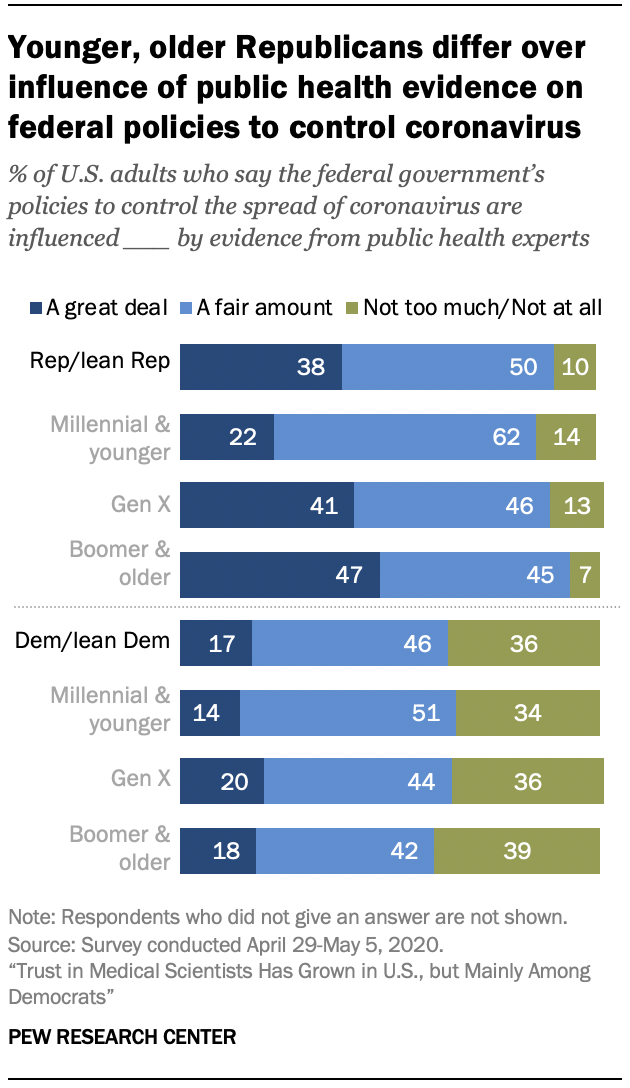 Younger, older Republicans differ over
influence of public health evidence on
federal policies to control coronavirus
% of U.S. adults who say the federal government's
policies to control the spread of coronavirus are
influenced ___ by evidence from public health experts
A great deal A fair amount Not too much/Not at all
Rep/lean Rep 38 50 10
Millennial &
younger 22 62 14
Gen X 41 46 13
Boomer &
older 47 45 7
Dem/lean Dem 17 46 36
Millennial &
younger 14 51 34
Gen X 20 44 36
Boomer &
older 18 42 39
Note: Respondents who did not give an answer are not shown.
Source: Survey conducted April 29-May 5, 2020.
“Trust in Medical Scientists Has Grown in U.S., but Mainly Among
Democrats”
PEW RESEARCH CENTER